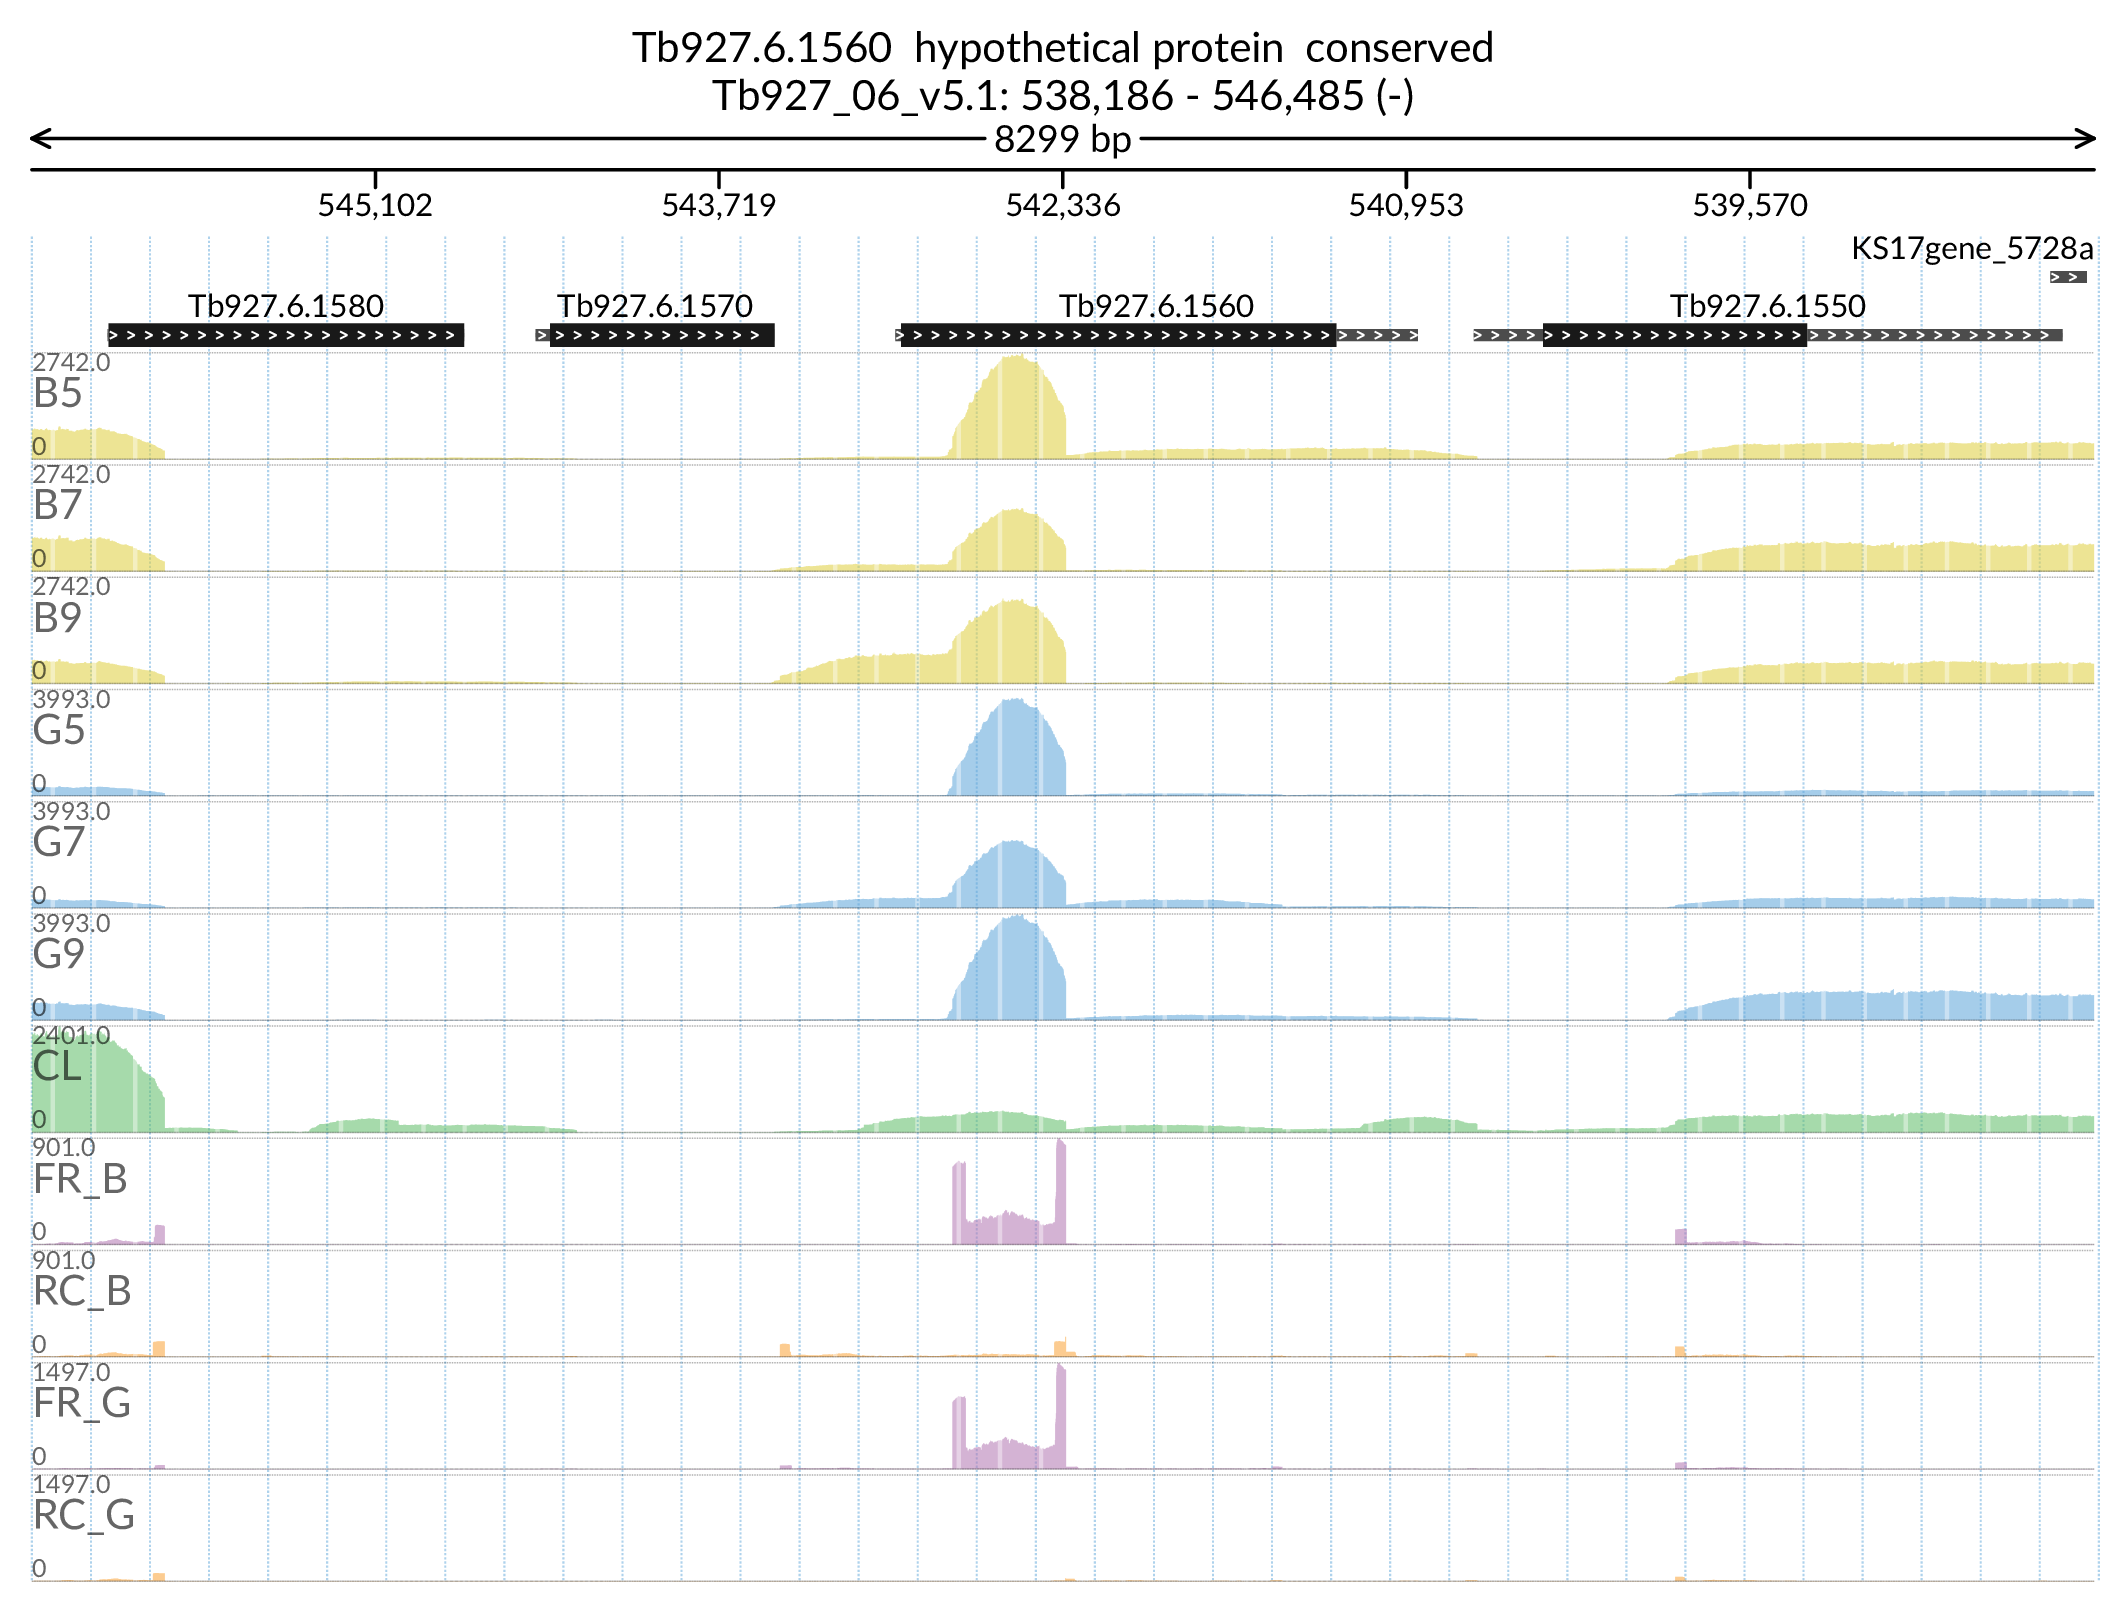 Tb927.6.1560 hypothetical protein conserved
Tb927_06_v5.1: 538,186 - 546,485 (-)
8299 bp
545,102 543,719 542,336 540,953 539,570
KS17gene_5728a
Tb927.6.1580 Tb927.6.1570 Tb927.6.1560 Tb927.6.1550
2742.0
B5
0
2742.0
B7
0
2742.0
B9
0
3993.0
G5
0
3993.0
G7
0
3993.0
G9
0
2401.0
CL
0
901.0
FR_B
0
901.0
RC_B
0
1497.0
FR_G
0
1497.0
RC_G
0